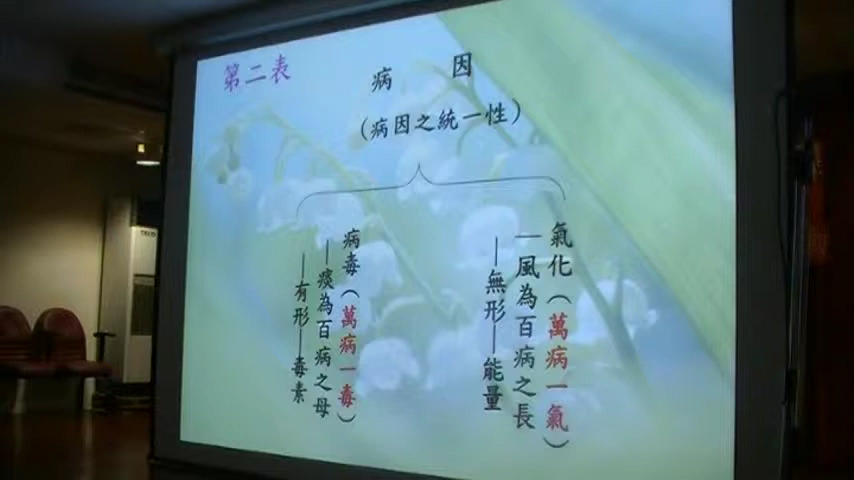 第二表
病因
（病因之統一性）
氣化（萬病一氣）
—風為百病之長
—無形—能量
病毒（萬病一毒）
—痰為百病之母
—有形—毒素